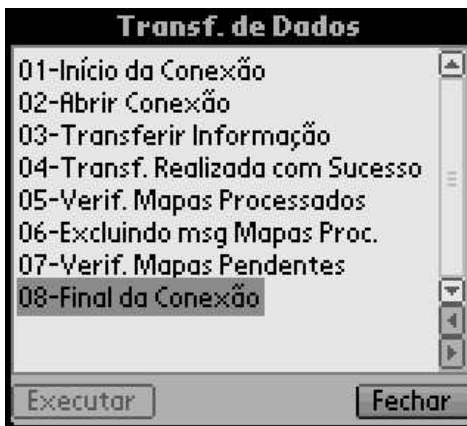 Transf. de Dados
01-Início da Conexão
02-Abrir Conexão
03-Transferir Informação
04-Transf. Realizada com Sucesso
05-Verif. Mapas Processados
06-Excluindo msg Mapas Proc.
07-Verif. Mapas Pendentes
08-Final da Conexão
Executar
Fechar